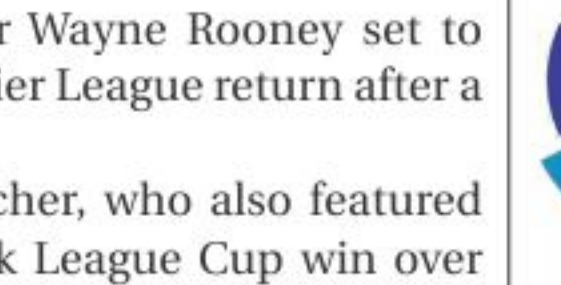 r Wayne Rooney set to
ier League return after a
cher, who also featured
k League Cup win over